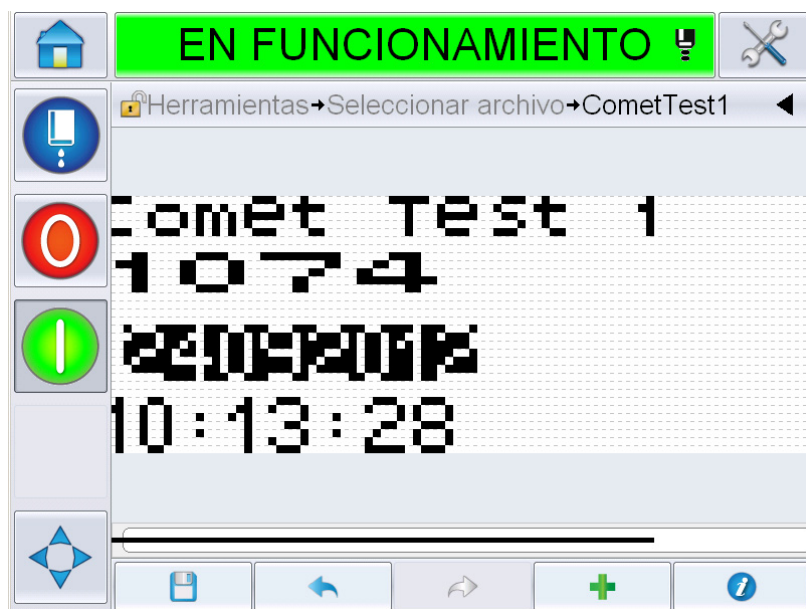 EN FUNCIONAMIENTO
Herramientas→Seleccionar archivo→CometTest1
Comet Test 1
1074
10:13:28